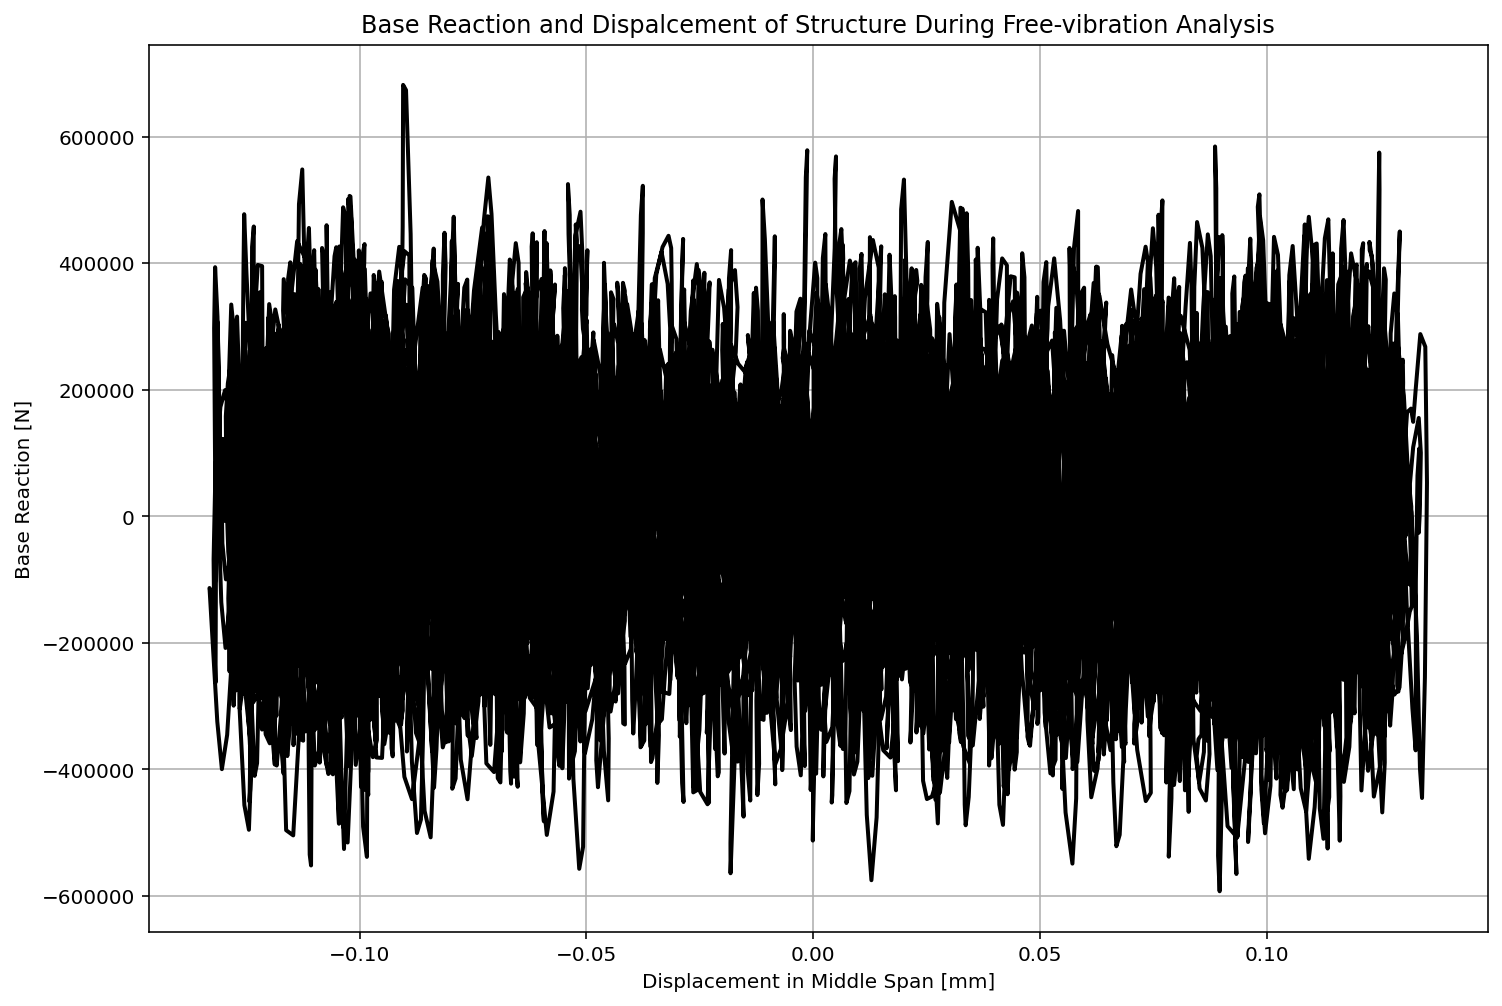 Base Reaction and Dispalcement of Structure During Free-vibration Analysis
Base Reaction [N]
600000
400000
200000
0
−200000
−400000
−600000
−0.10 −0.05 0.00 0.05 0.10
Displacement in Middle Span [mm]